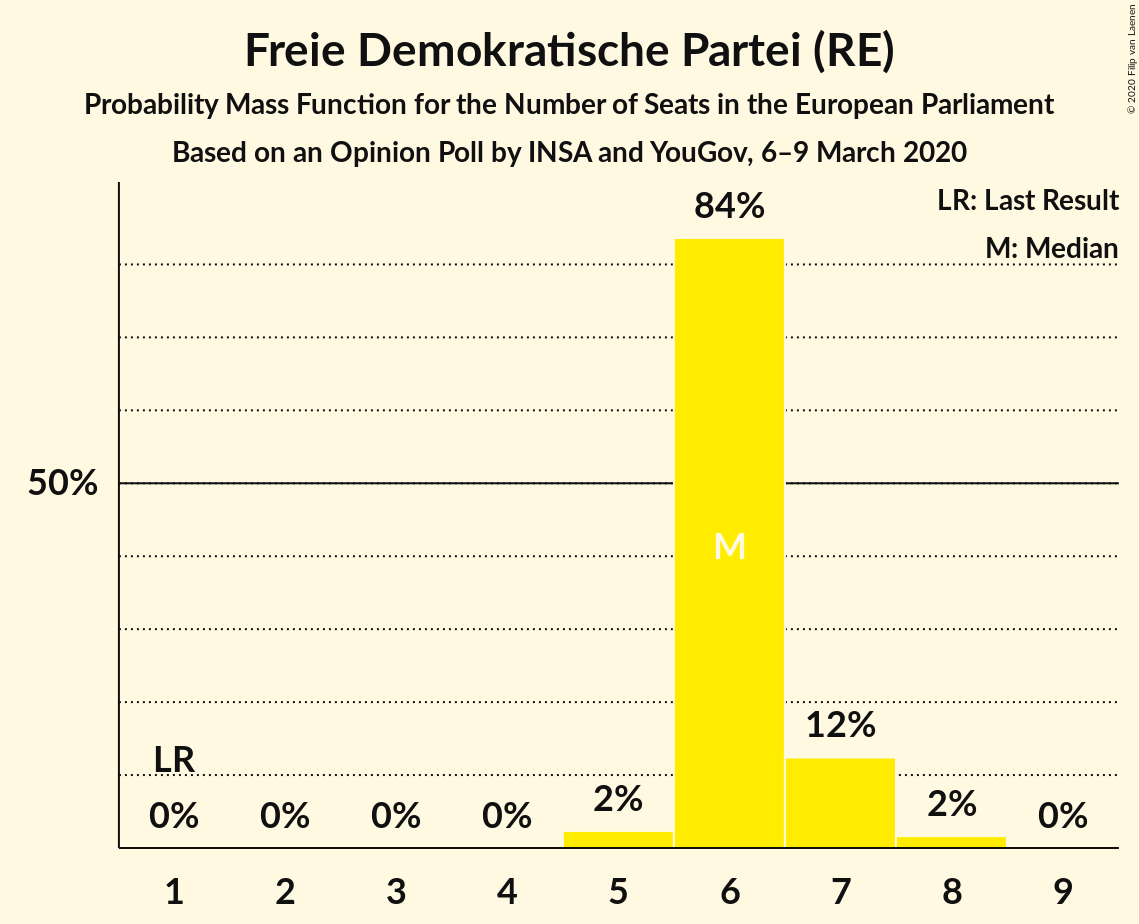 Freie Demokratische Partei (RE)
Probability Mass Function for the Number of Seats in the European Parliament
Based on an Opinion Poll by INSA and YouGov, 6–9 March 2020
© 2020 Filip van Laenen
LR: Last Result
M: Median
84%
50%
M
12%
LR
0%
0%
0%
0%
2%
2%
0%
1
2
3
4
5
6
7
8
9